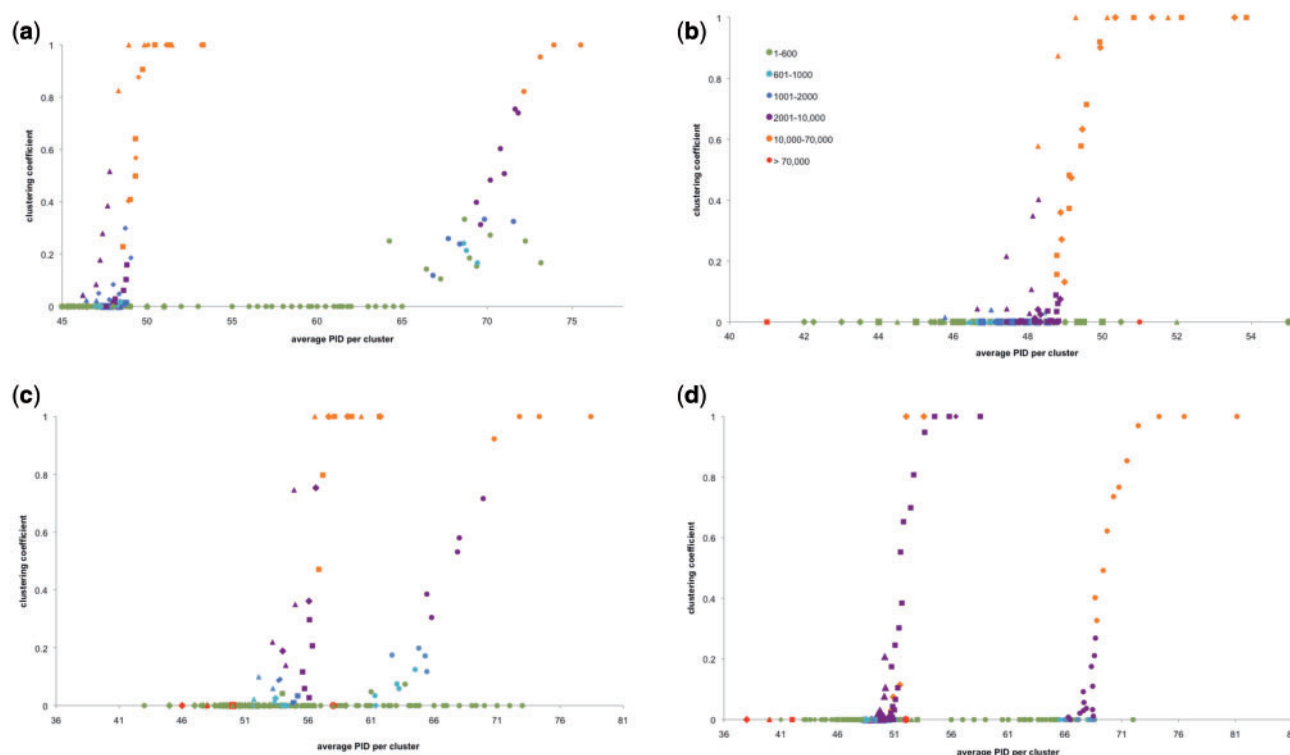 (a)
clustering coefficient
1
0.8
0.6
0.4
0.2
0
45 50 55 60 65 70 75
average PID per cluster
(b)
clustering coefficient
1
0.8
0.6
0.4
0.2
0
1-600
601-1000
1001-2000
2001-10,000
10,000-70,000
> 70,000
40 42 44 46 48 50 52 54
average PID per cluster
(c)
clustering coefficient
1
0.8
0.6
0.4
0.2
0
36 41 46 51 56 61 66 71 76 81
average PID per cluster
(d)
clustering coefficient
1
0.8
0.6
0.4
0.2
0
36 41 46 51 56 61 66 71 76 81
average PID per cluster